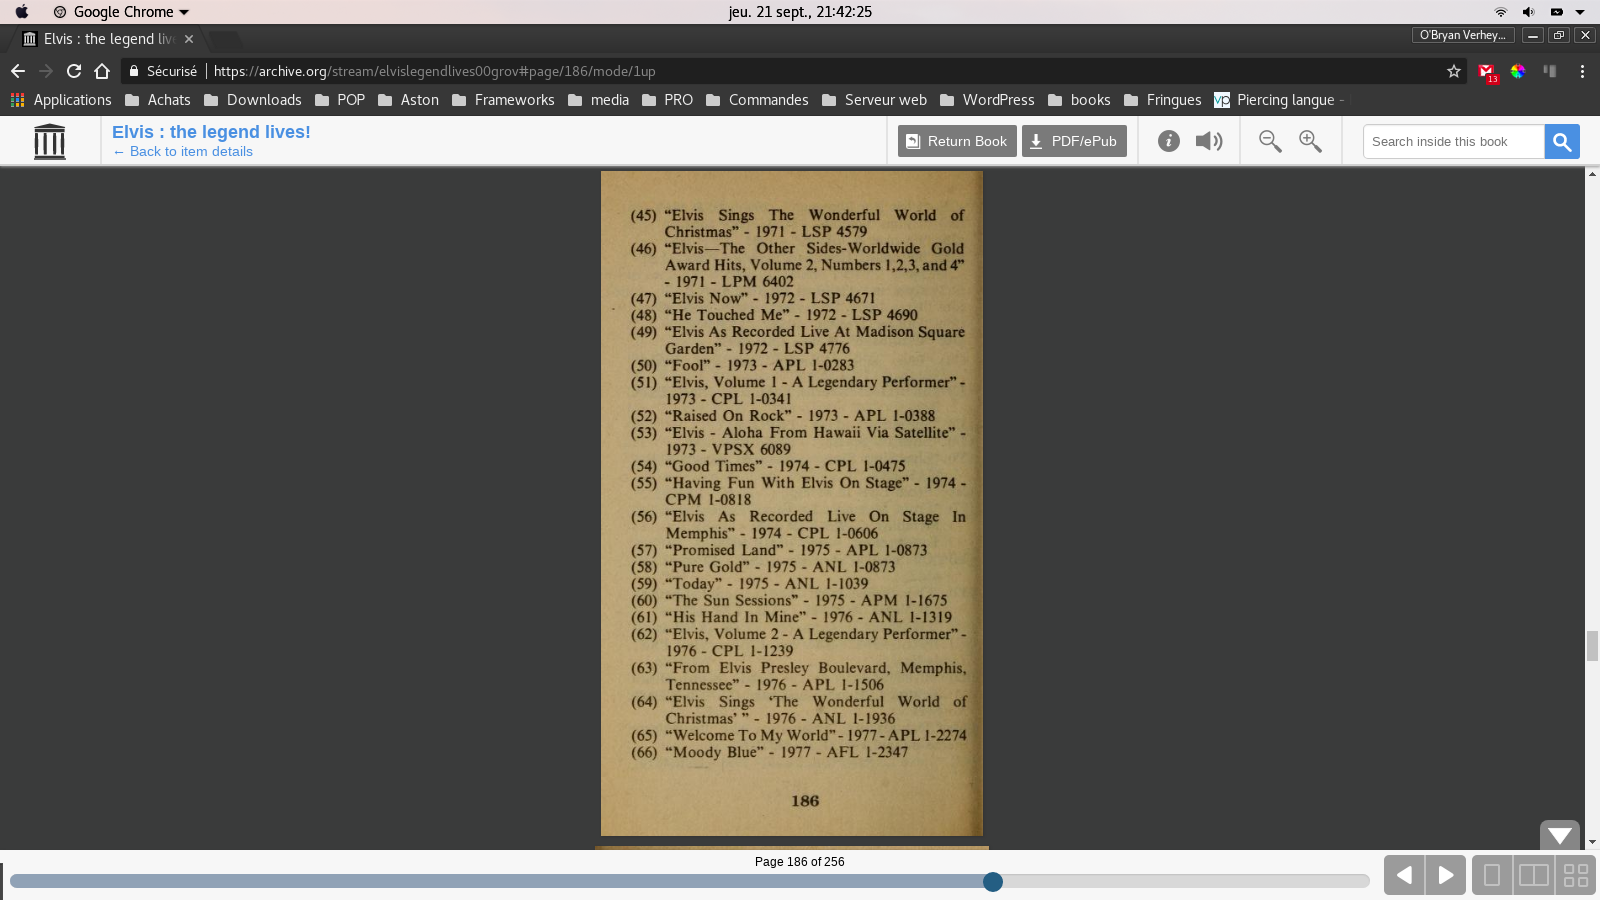 Google Chrome
jeu. 21 sept., 21:42:25
Elvis : the legend live
O'Bryan Verhey...
Sécurisé
https://archive.org/stream/elvislegendlives00grov#page/186/mode/1up
13
Applications Achats Downloads POP Aston Frameworks media PRO Commandes Serveur web WordPress books Fringues vp Piercing langue -
Elvis : the legend lives!
← Back to item details
Return Book
PDF/ePub
Search inside this book
(45) “Elvis Sings The Wonderful World of
Christmas” - 1971 - LSP 4579
(46) “Elvis—The Other Sides-Worldwide Gold
Award Hits, Volume 2, Numbers 1,2,3, and 4”
- 1971 - LPM 6402
(47) “Elvis Now” - 1972 - LSP 4671
(48) “He Touched Me” - 1972 - LSP 4690
(49) “Elvis As Recorded Live At Madison Square
Garden” - 1972 - LSP 4776
(50) “Fool” - 1973 - APL 1-0283
(51) “Elvis, Volume 1 - A Legendary Performer” -
1973 - CPL 1-0341
(52) “Raised On Rock” - 1973 - APL 1-0388
(53) “Elvis - Aloha From Hawaii Via Satellite” -
1973 - VPSX 6089
(54) “Good Times” - 1974 - CPL 1-0475
(55) “Having Fun With Elvis On Stage” - 1974 -
CPM 1-0818
(56) “Elvis As Recorded Live On Stage In
Memphis” - 1974 - CPL 1-0606
(57) “Promised Land” - 1975 - APL 1-0873
(58) “Pure Gold” - 1975 - ANL 1-0873
(59) “Today” - 1975 - ANL 1-1039
(60) “The Sun Sessions” - 1975 - APM 1-1675
(61) “His Hand In Mine” - 1976 - ANL 1-1319
(62) “Elvis, Volume 2 - A Legendary Performer” -
1976 - CPL 1-1239
(63) “From Elvis Presley Boulevard, Memphis,
Tennessee” - 1976 - APL 1-1506
(64) “Elvis Sings ‘The Wonderful World of
Christmas’ ” - 1976 - ANL 1-1936
(65) “Welcome To My World” - 1977 - APL 1-2274
(66) “Moody Blue” - 1977 - AFL 1-2347
186
Page 186 of 256